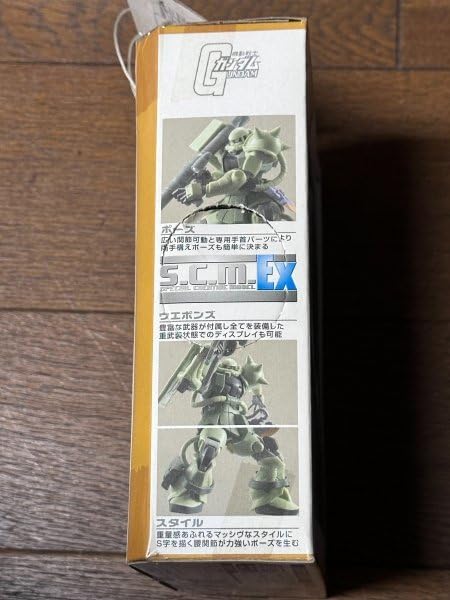 機動戦士
ガンダム
GUNDAM
ポーズ
広い関節可動と専用手首パーツにより
両手構えポーズも簡単に決まる
S.C.M.EX
SPECIAL CREATIVE MODEL
ウエポンズ
豊富な武器が付属し全てを装備した
重武装状態でのディスプレイも可能
スタイル
重量感あふれるマッシヴなスタイルに
S字を描く腰関節が力強いポーズを生む